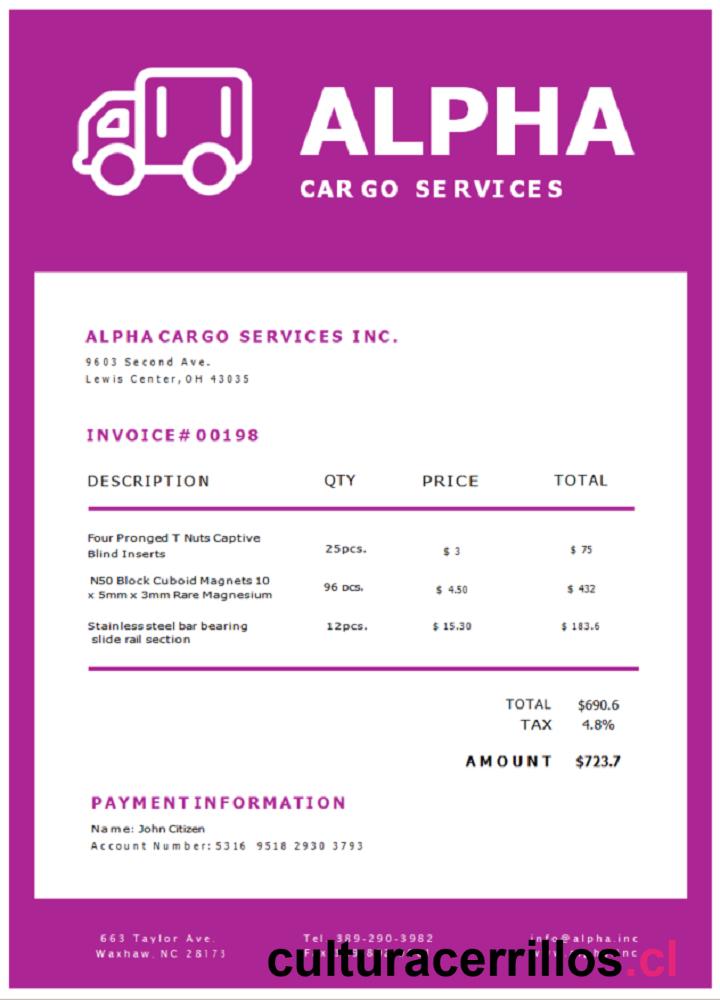 ALPHA
CARGO SERVICES
ALPHA CARGO SERVICES INC.
9603 Second Ave.
Lewis Center, OH 43035
INVOICE# 00198
DESCRIPTION QTY PRICE TOTAL
Four Pronged T Nuts Captive
Blind Inserts 25pcs. $ 3 $ 75
N50 Block Cuboid Magnets 10
x 5mm x 3mm Rare Magnesium 96 pcs. $ 4.50 $ 432
Stainless steel bar bearing
slide rail section 12pcs. $ 15.30 $ 183.6
TOTAL $690.6
TAX 4.8%
AMOUNT $723.7
PAYMENT INFORMATION
Name: John Citizen
Account Number: 5316 9518 2930 3793
663 Taylor Ave. Tel. 389-290-3982 info@alpha.inc
Waxhaw, NC 28173
culturacerrillos.cl